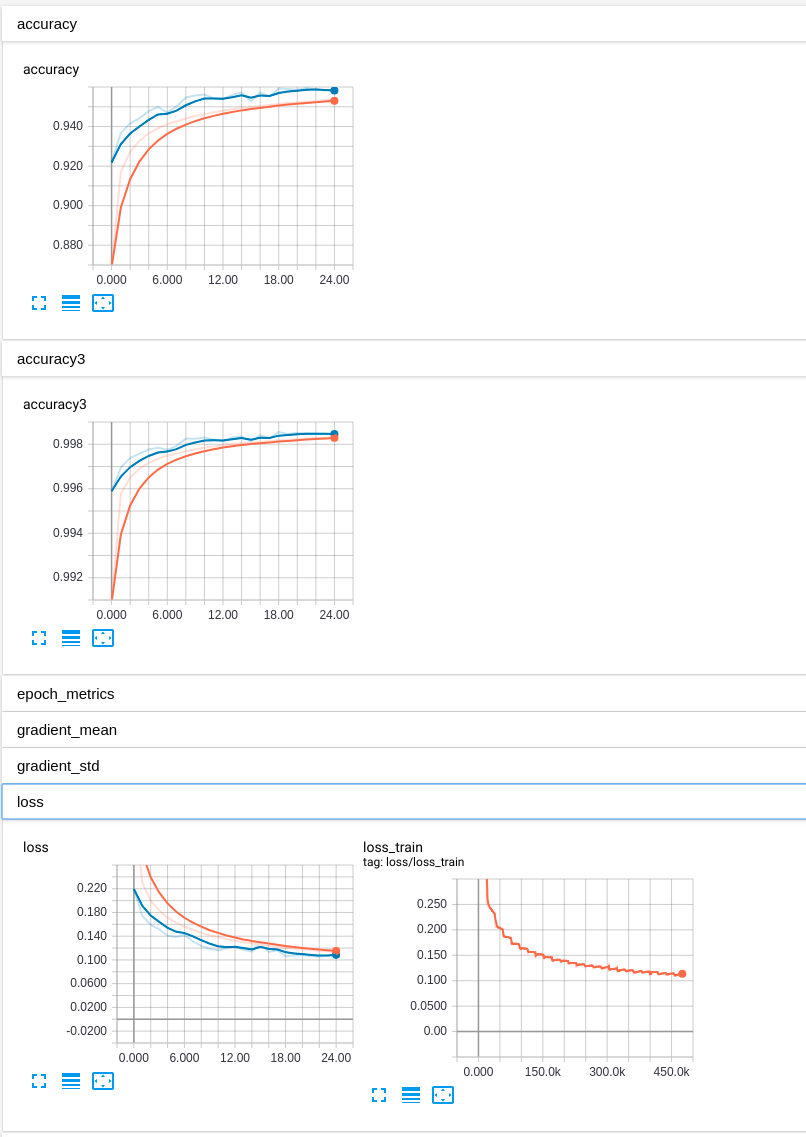 accuracy
accuracy
0.940
0.920
0.900
0.880
0.000 6.000 12.00 18.00 24.00
accuracy3
accuracy3
0.998
0.996
0.994
0.992
0.000 6.000 12.00 18.00 24.00
epoch_metrics
gradient_mean
gradient_std
loss
loss
0.220
0.180
0.140
0.100
0.0600
0.0200
-0.0200
0.000 6.000 12.00 18.00 24.00
loss_train
tag: loss/loss_train
0.250
0.200
0.150
0.100
0.0500
0.00
0.000 150.0k 300.0k 450.0k